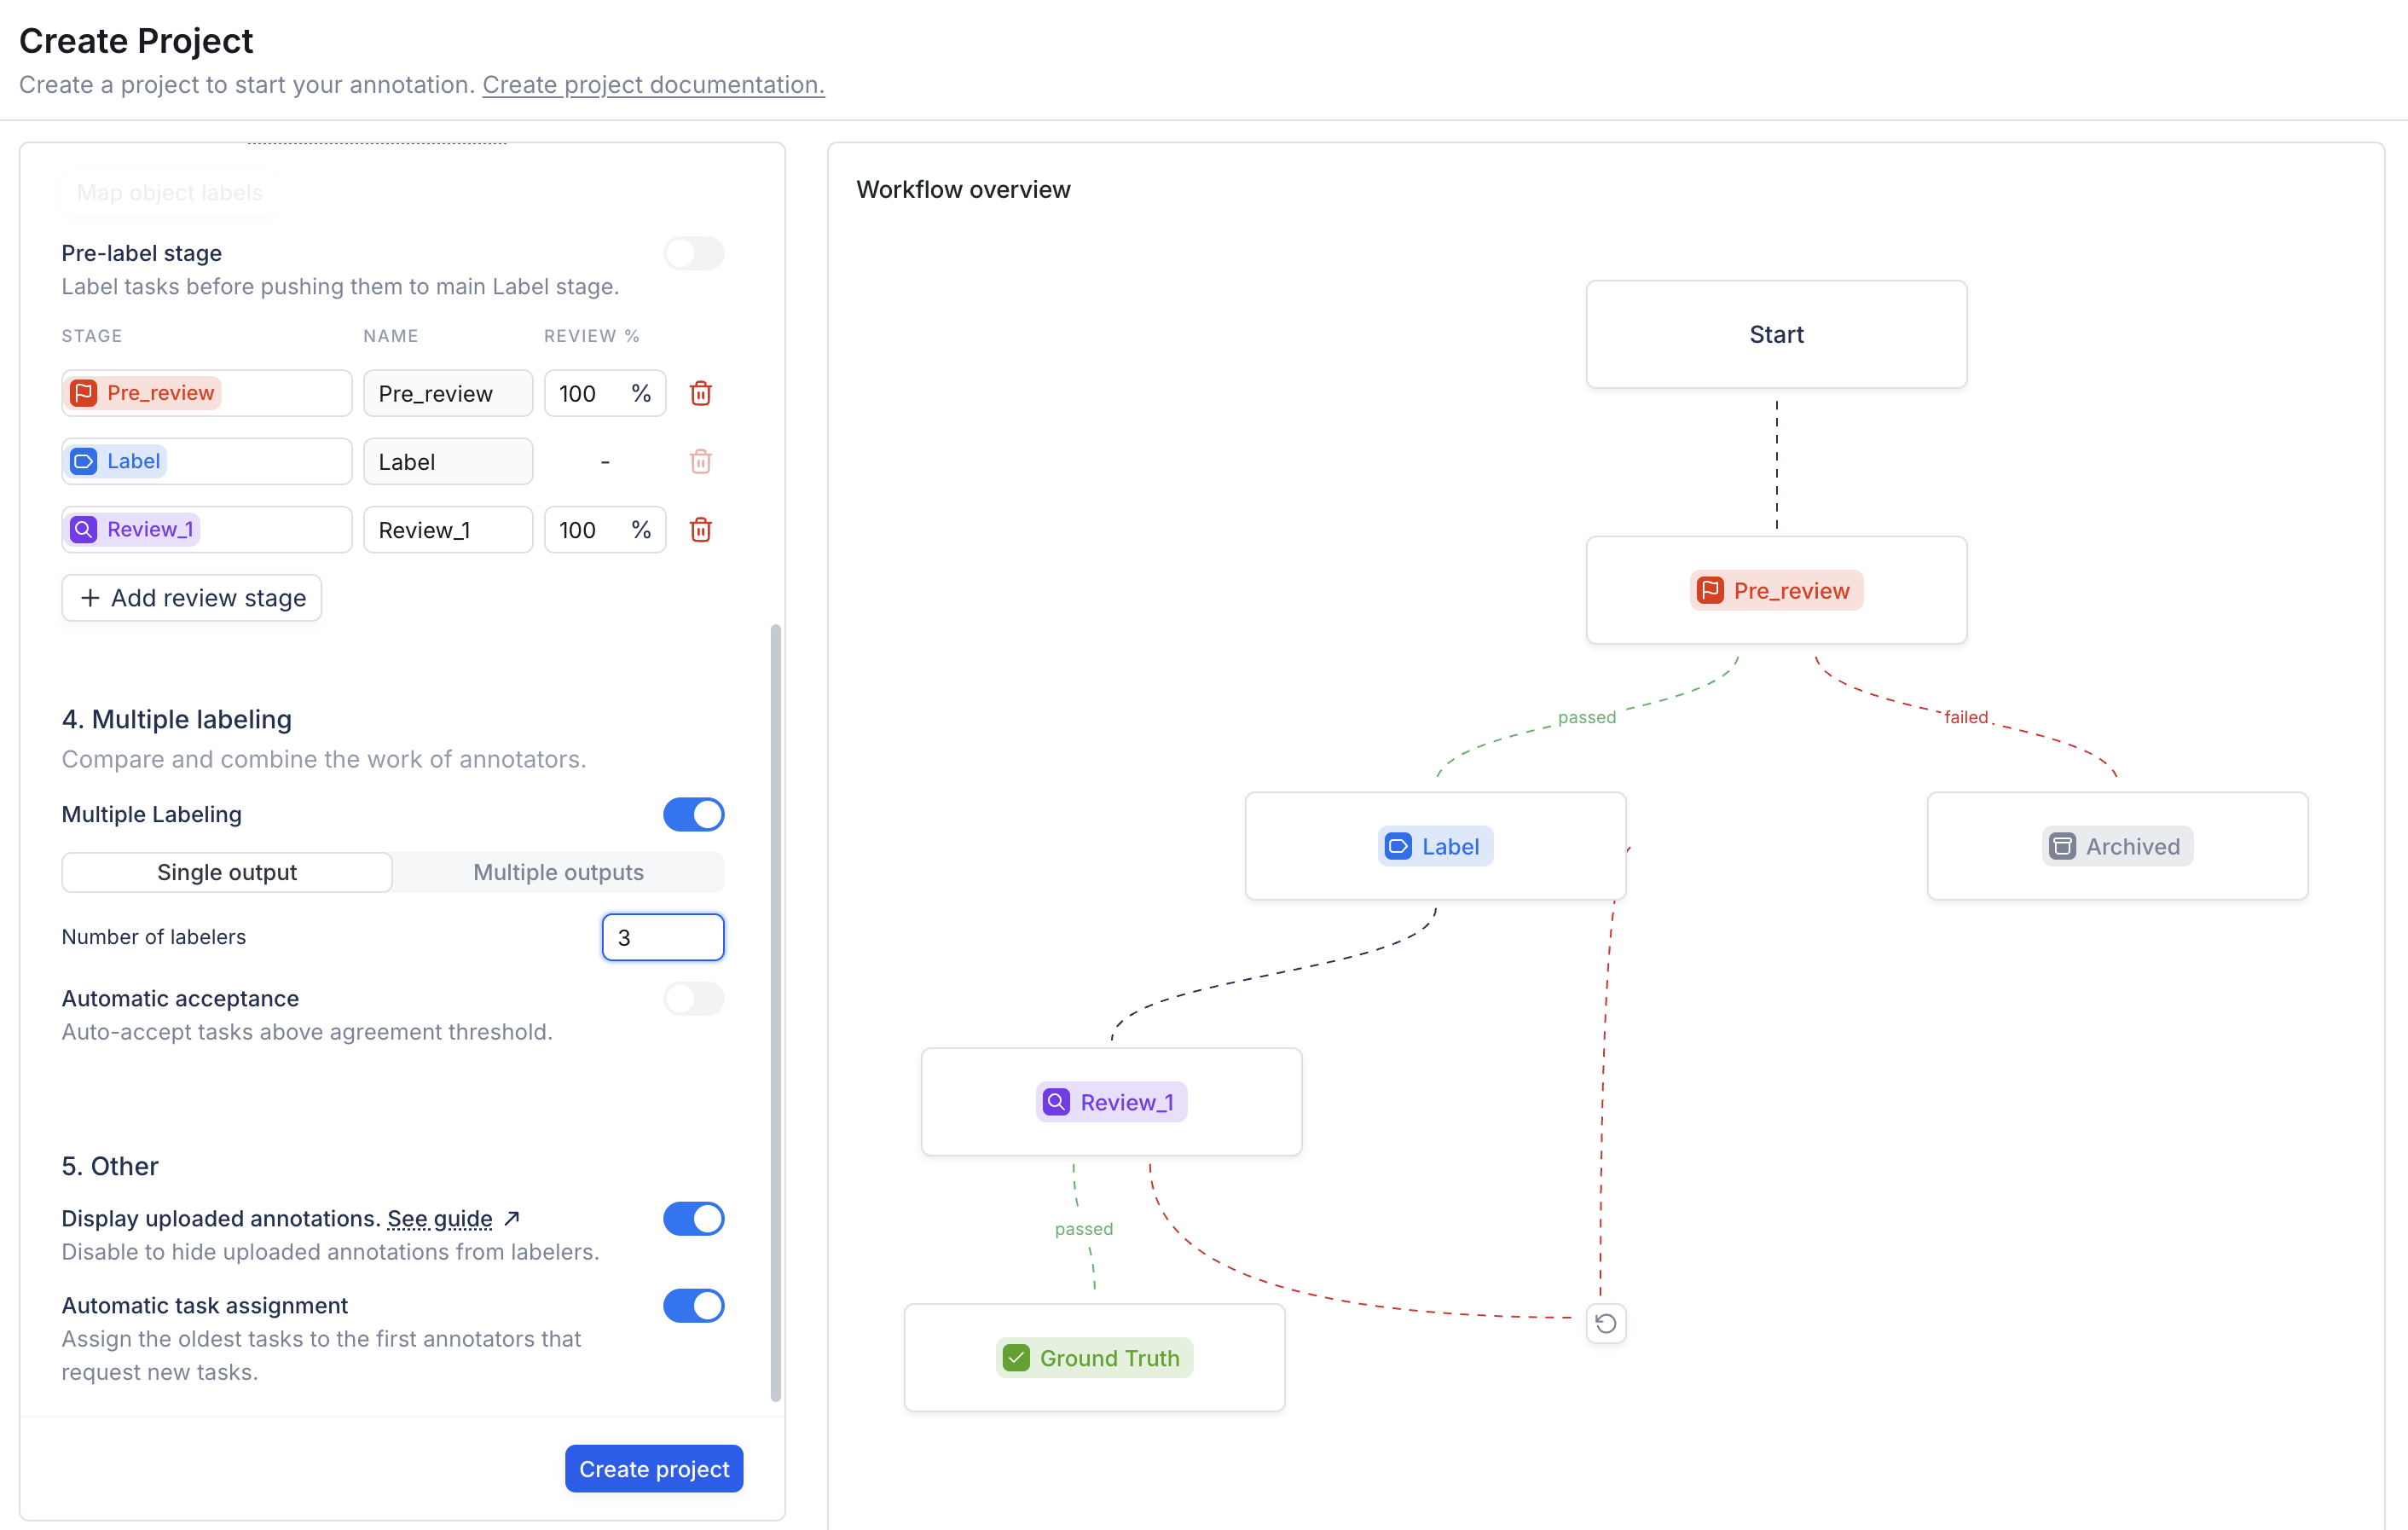 Create Project
Create a project to start your annotation. Create project documentation.
Map object labels
Pre-label stage
Label tasks before pushing them to main Label stage.
STAGE NAME REVIEW %
Pre_review Pre_review 100 %
Label Label -
Review_1 Review_1 100 %
+ Add review stage
4. Multiple labeling
Compare and combine the work of annotators.
Multiple Labeling
Single output Multiple outputs
Number of labelers 3
Automatic acceptance
Auto-accept tasks above agreement threshold.
5. Other
Display uploaded annotations. See guide ↗
Disable to hide uploaded annotations from labelers.
Automatic task assignment
Assign the oldest tasks to the first annotators that
request new tasks.
Create project
Workflow overview
Start
Pre_review
passed failed
Label Archived
Review_1
passed
Ground Truth